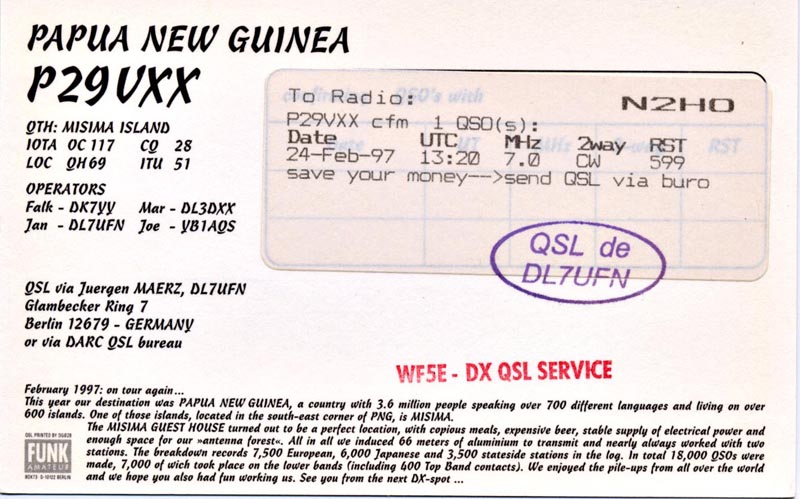 PAPUA NEW GUINEA
P29VXX
QTH: MISIMA ISLAND
IOTA OC 117 CQ 28
LOC QH69 ITU 51
OPERATORS
Falk - DK7YY Mar - DL3DXX
Jan - DL7UFN Joe - YB1AQS
To Radio: N2HO
P29VXX cfm 1 QSO(s):
Date UTC MHz 2way RST
24-Feb-97 13:20 7.0 CW 599
save your money-->send QSL via buro
QSL de
DL7UFN
QSL via Juergen MAERZ, DL7UFN
Glambecker Ring 7
Berlin 12679 - GERMANY
or via DARC QSL bureau
WF5E - DX QSL SERVICE
February 1997: on tour again ...
This year our destination was PAPUA NEW GUINEA, a country with 3.6 million people speaking over 700 different languages and living on over
600 islands. One of those islands, located in the south-east corner of PNG, is MISIMA.
The MISIMA GUEST HOUSE turned out to be a perfect location, with copious meals, expensive beer, stable supply of electrical power and
enough space for our »antenna forest«. All in all we induced 66 meters of aluminium to transmit and nearly always worked with two
stations. The breakdown records 7,500 European, 6,000 Japanese and 3,500 stateside stations in the log. In total 18,000 QSOs were
made, 7,000 of wich took place on the lower bands (including 400 Top Band contacts). We enjoyed the pile-ups from all over the world
and we hope you also had fun working us. See you from the next DX-spot ...
QSL PRINTED BY
FUNK
AMATEUR
BERLIN